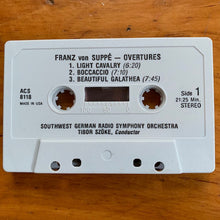 FRANZ von SUPPÉ — OVERTURES
1. LIGHT CAVALRY (6:20)
2. BOCCACCIO (7:10)
3. BEAUTIFUL GALATHEA (7:45)
ACS
8118
MADE IN USA
Side 1
21:25 Min.
STEREO
SOUTHWEST GERMAN RADIO SYMPHONY ORCHESTRA
TIBOR SZÖKE, Conductor